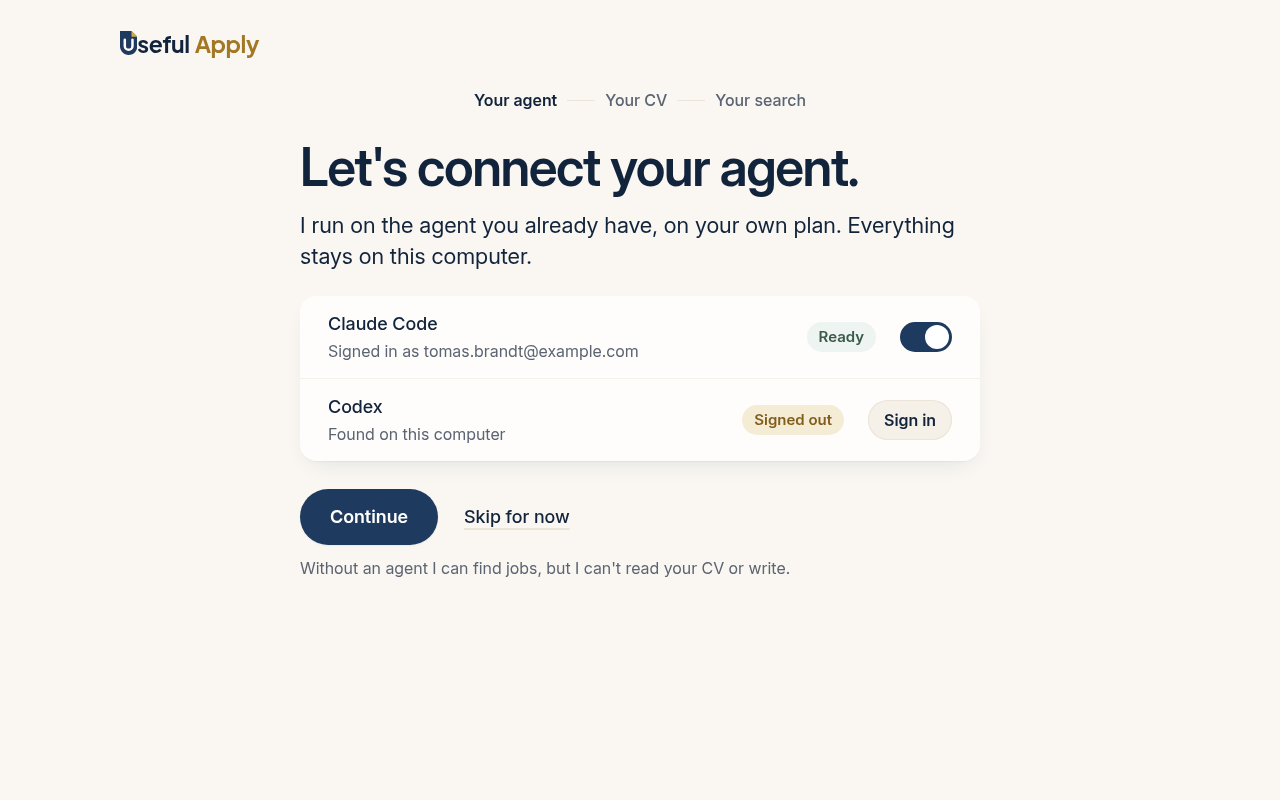 Useful Apply
Your agent
Your CV
Your search
Let's connect your agent.
I run on the agent you already have, on your own plan. Everything
stays on this computer.
Claude Code
Signed in as tomas.brandt@example.com
Ready
Codex
Found on this computer
Signed out
Sign in
Continue
Skip for now
Without an agent I can find jobs, but I can't read your CV or write.